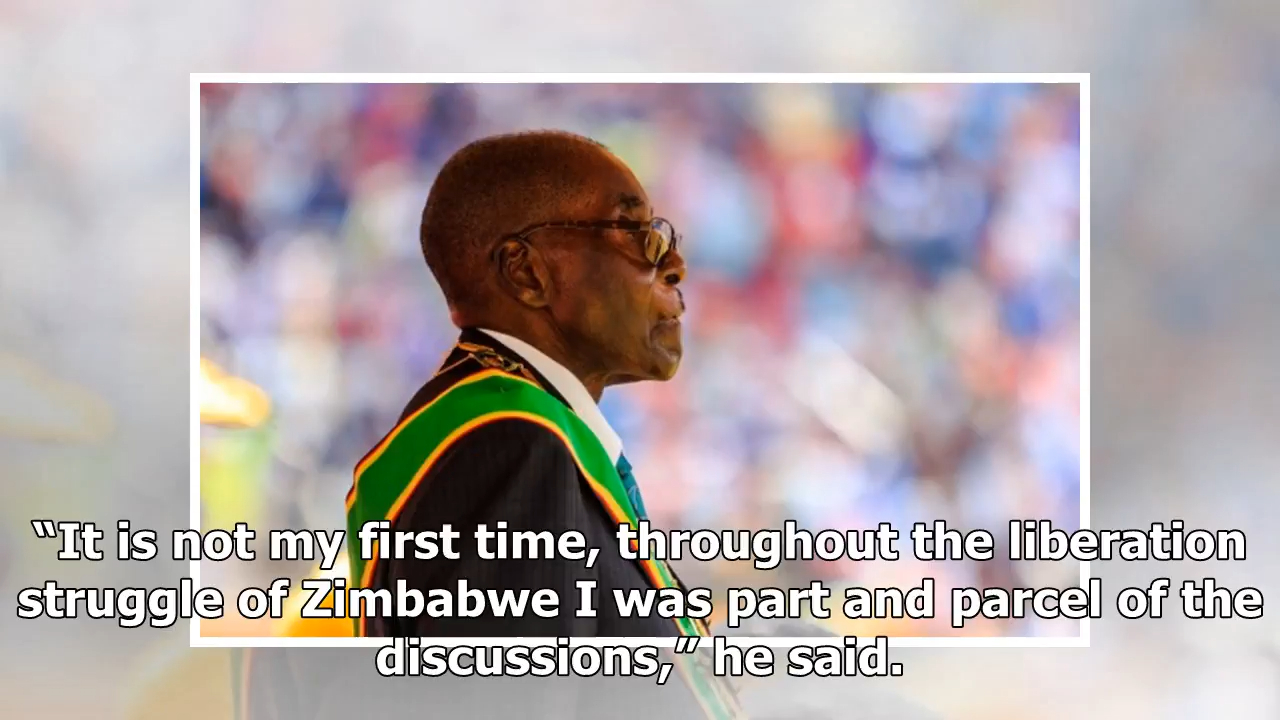 “It is not my first time, throughout the liberation
struggle of Zimbabwe I was part and parcel of the
discussions,” he said.